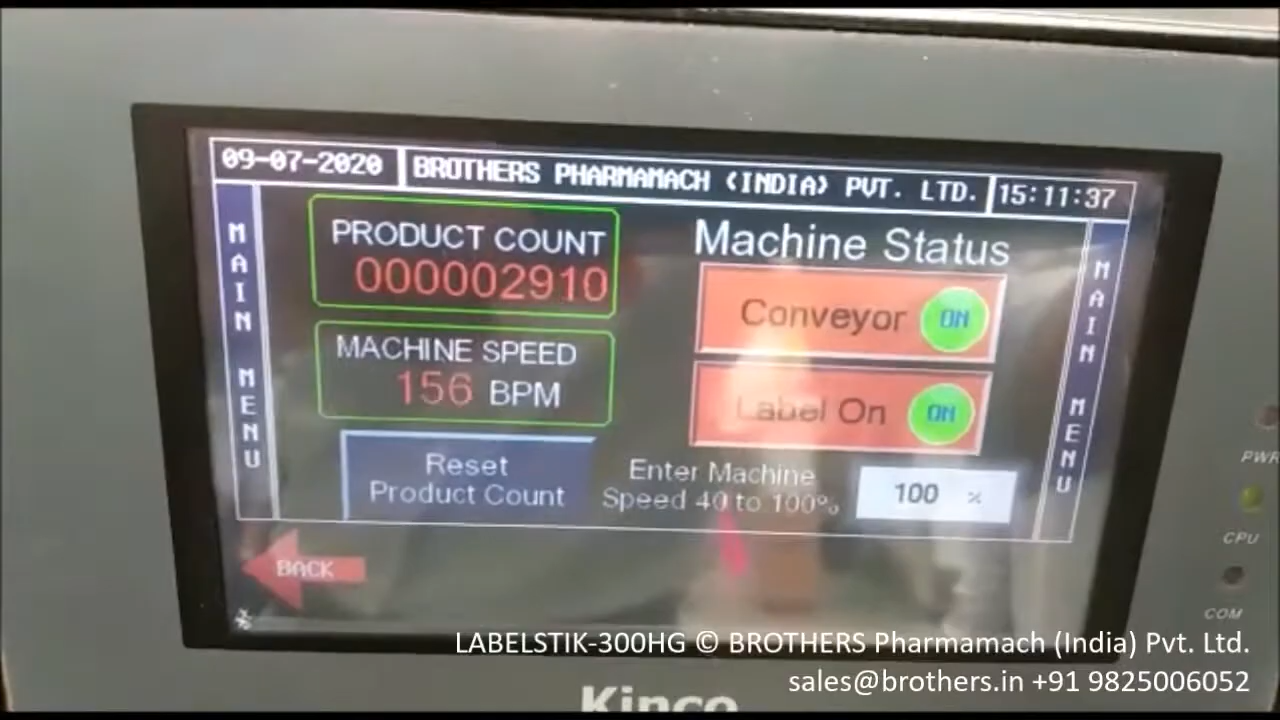 09-07-2020 BROTHERS PHARMAMACH (INDIA) PVT. LTD. 15:11:37
MAIN MENU
PRODUCT COUNT
000002910
MACHINE SPEED
156 BPM
Reset
Product Count
Machine Status
Conveyor ON
Label On ON
Enter Machine
Speed 40 to 100%
100 %
MAIN MENU
BACK
PWR
CPU
COM
LABELSTIK-300HG © BROTHERS Pharmamach (India) Pvt. Ltd.
sales@brothers.in +91 9825006052
Kinco